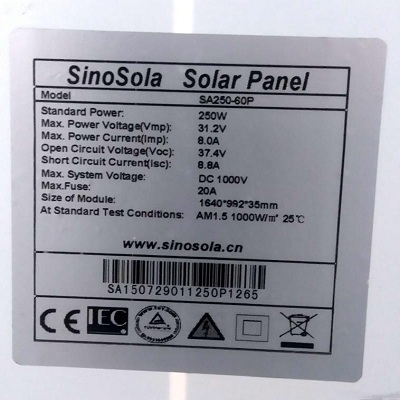 SinoSola Solar Panel
Model SA250-60P
Standard Power: 250W
Max. Power Voltage(Vmp): 31.2V
Max. Power Current(Imp): 8.0A
Open Circuit Voltage(Voc): 37.4V
Short Circuit Current(Isc): 8.8A
Max. System Voltage: DC 1000V
Max.Fuse: 20A
Size of Module: 1640*992*35mm
At Standard Test Conditions: AM1.5 1000W/㎡ 25℃
www.sinosola.cn
SA150729011250P1265
CE IEC